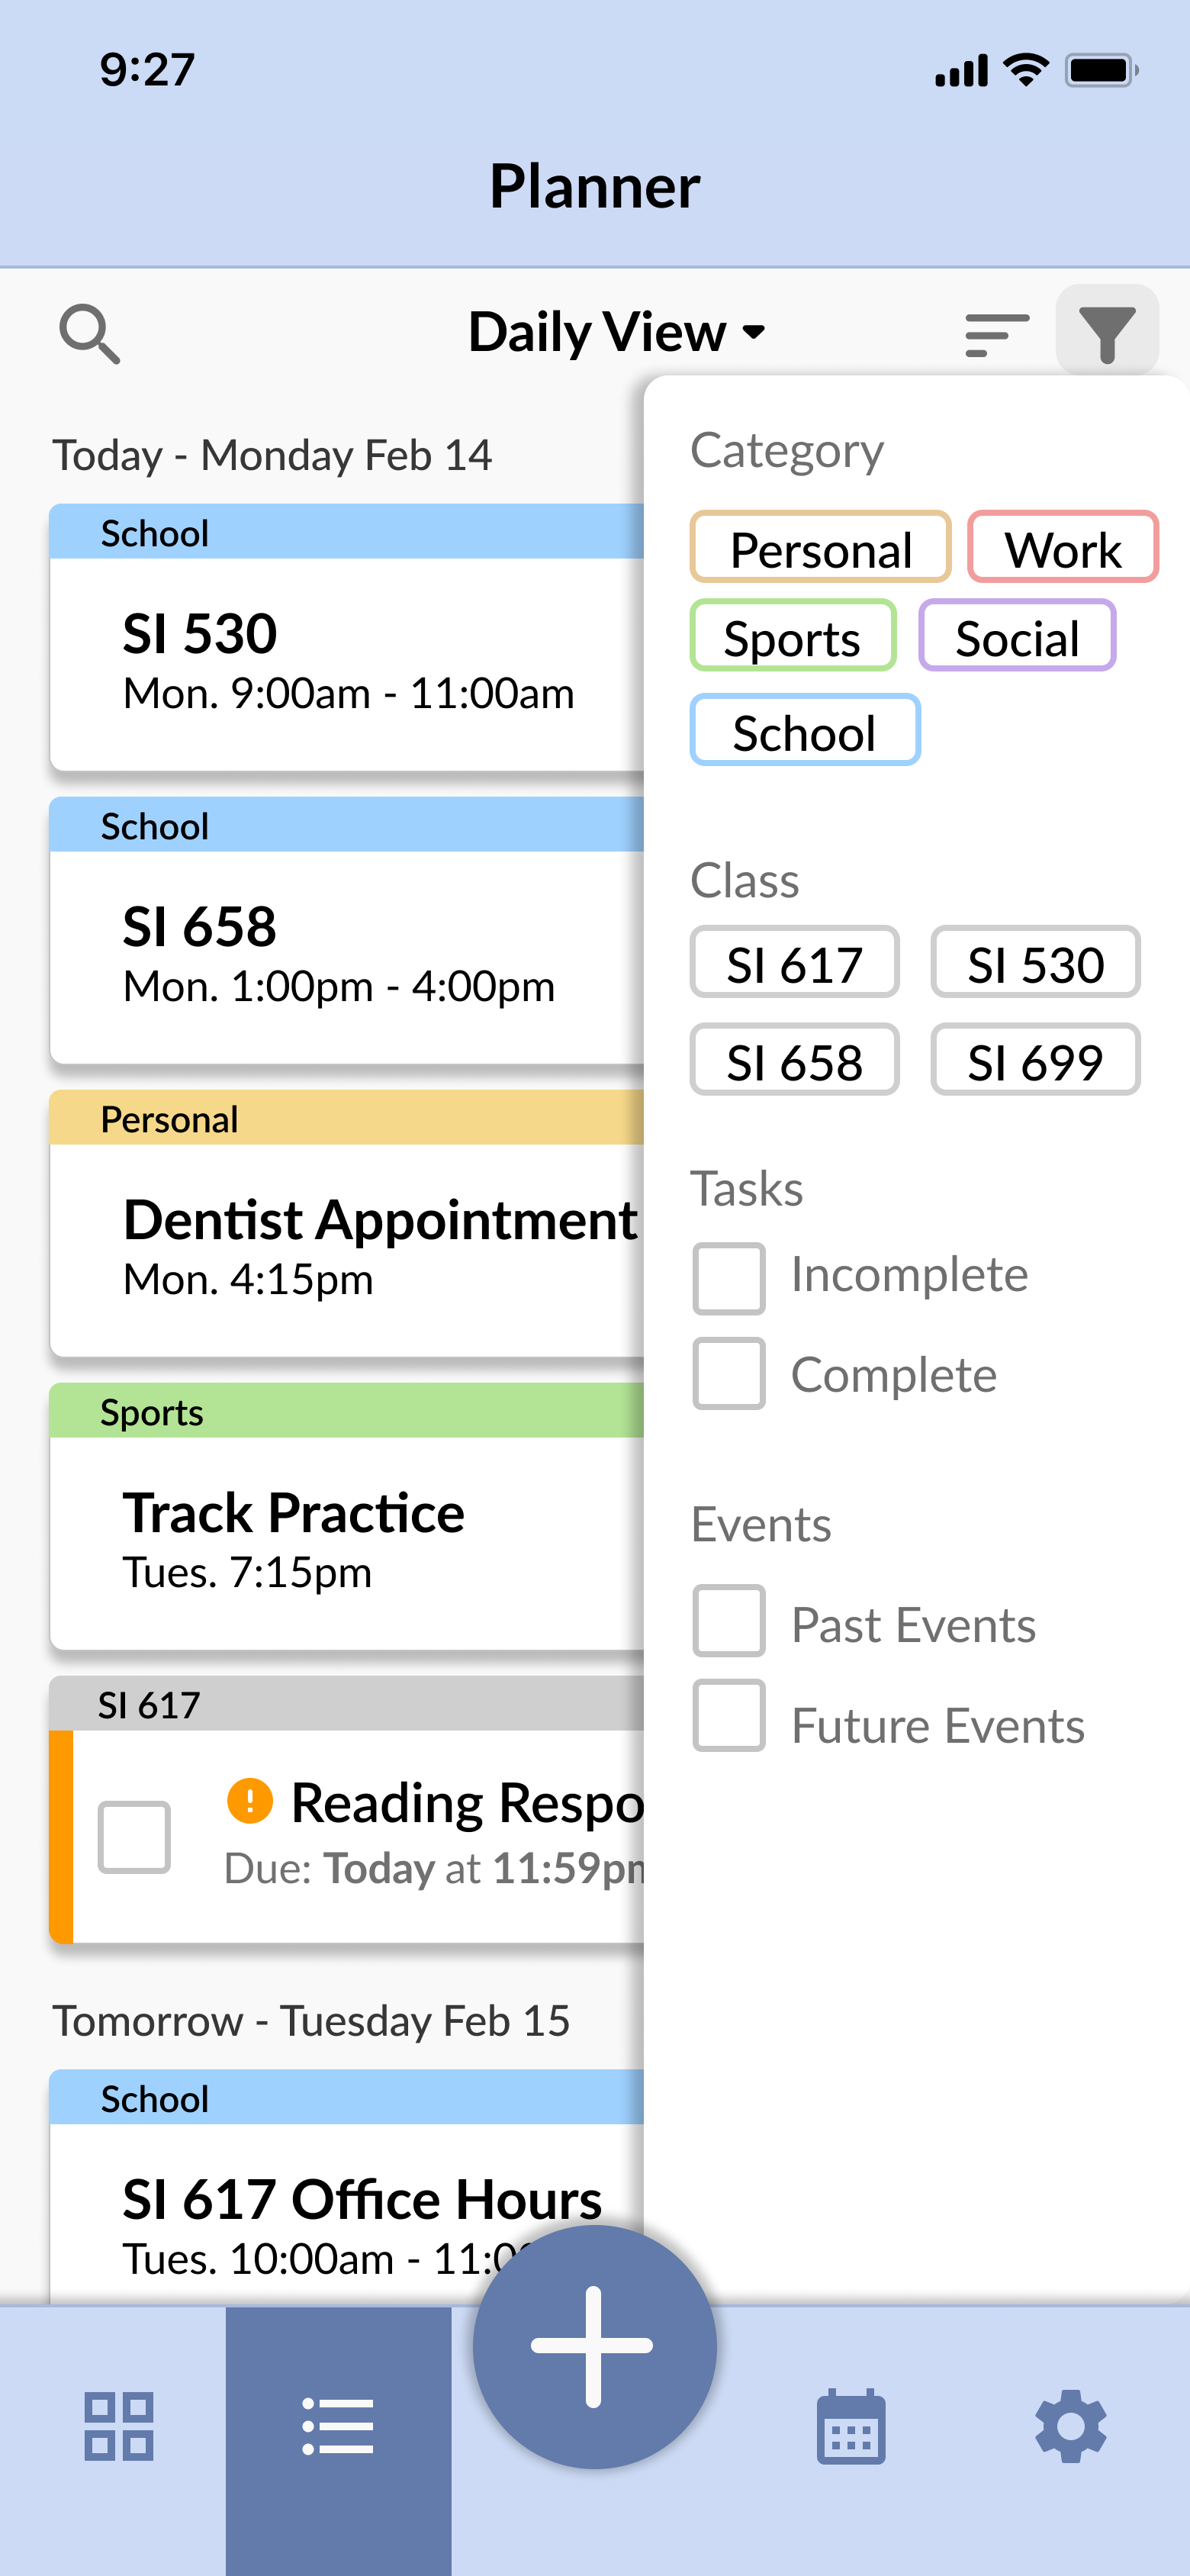 9:27
Planner
Daily View
Today - Monday Feb 14
School
SI 530
Mon. 9:00am - 11:00am
School
SI 658
Mon. 1:00pm - 4:00pm
Personal
Dentist Appointment
Mon. 4:15pm
Sports
Track Practice
Tues. 7:15pm
SI 617
! Reading Respo
Due: Today at 11:59pm
Tomorrow - Tuesday Feb 15
School
SI 617 Office Hours
Tues. 10:00am - 11:0
Category
Personal Work
Sports Social
School
Class
SI 617 SI 530
SI 658 SI 699
Tasks
Incomplete
Complete
Events
Past Events
Future Events